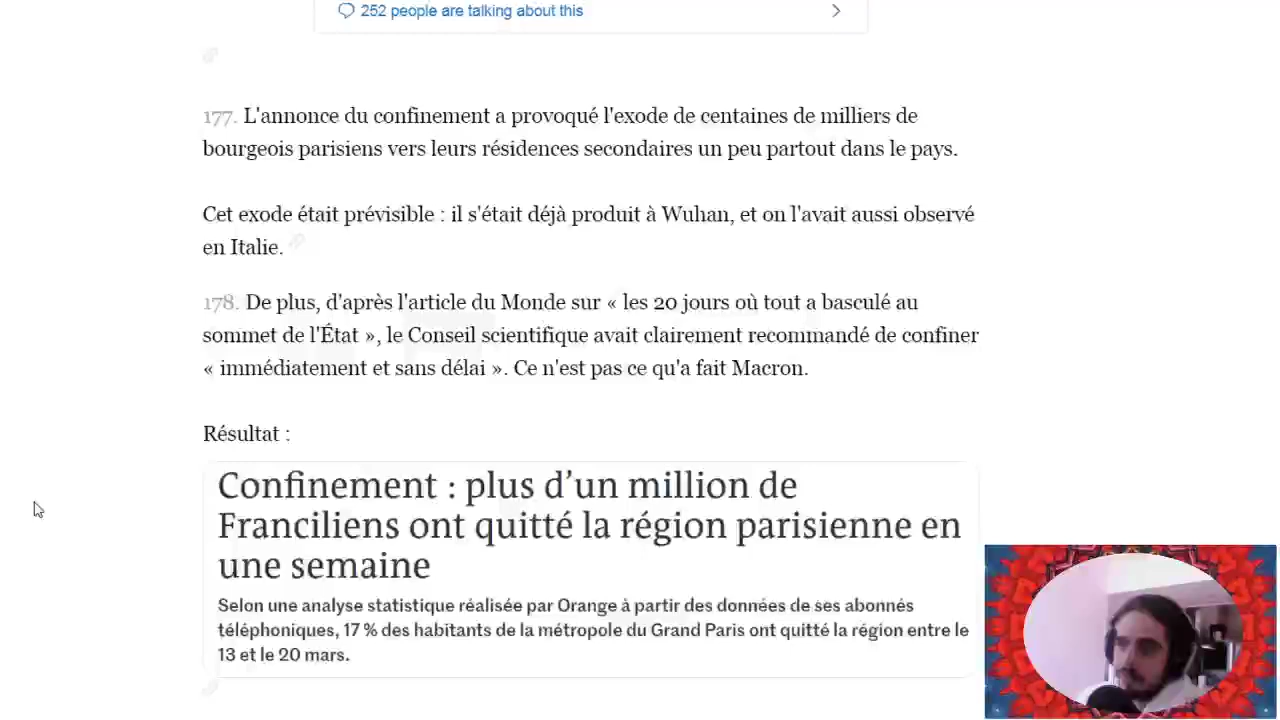 252 people are talking about this
177. L'annonce du confinement a provoqué l'exode de centaines de milliers de
bourgeois parisiens vers leurs résidences secondaires un peu partout dans le pays.
Cet exode était prévisible : il s'était déjà produit à Wuhan, et on l'avait aussi observé
en Italie.
178. De plus, d'après l'article du Monde sur « les 20 jours où tout a basculé au
sommet de l'État », le Conseil scientifique avait clairement recommandé de confiner
« immédiatement et sans délai ». Ce n'est pas ce qu'a fait Macron.
Résultat :
Confinement : plus d’un million de
Franciliens ont quitté la région parisienne en
une semaine
Selon une analyse statistique réalisée par Orange à partir des données de ses abonnés
téléphoniques, 17 % des habitants de la métropole du Grand Paris ont quitté la région entre le
13 et le 20 mars.